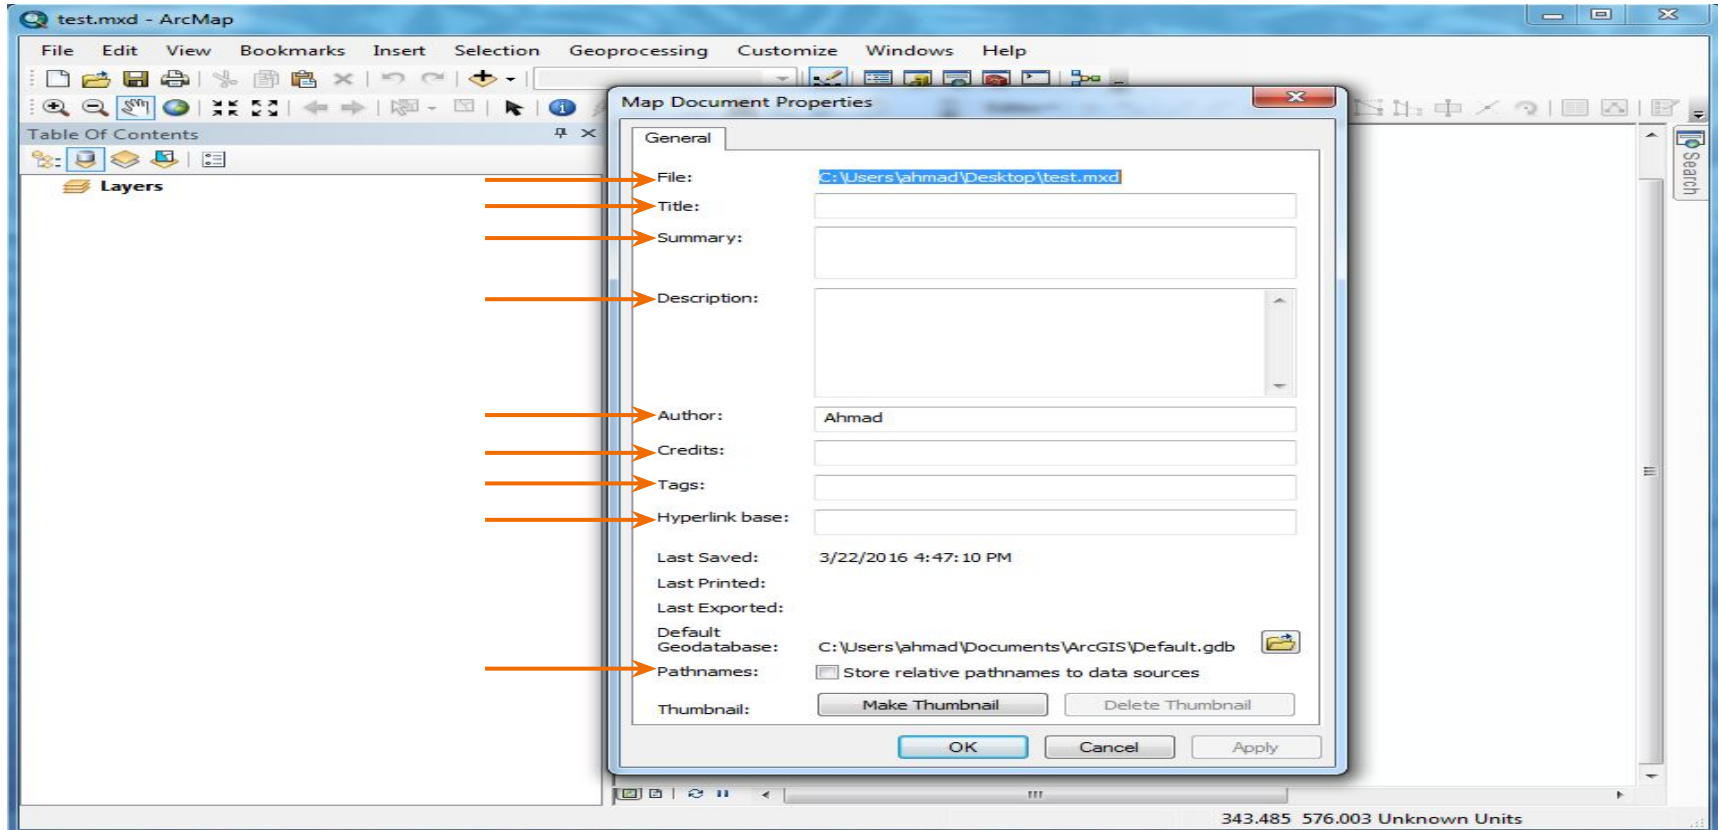 test.mxd - ArcMap
File Edit View Bookmarks Insert Selection Geoprocessing Customize Windows Help
Map Document Properties
Table Of Contents
General
Search
Layers
File: C:\Users\ahmad\Desktop\test.mxd
Title:
Summary:
Description:
Author: Ahmad
Credits:
Tags:
Hyperlink base:
Last Saved: 3/22/2016 4:47:10 PM
Last Printed:
Last Exported:
Default
Geodatabase: C:\Users\ahmad\Documents\ArcGIS\Default.gdb
Pathnames: Store relative pathnames to data sources
Thumbnail: Make Thumbnail Delete Thumbnail
OK Cancel Apply
343.485 576.003 Unknown Units